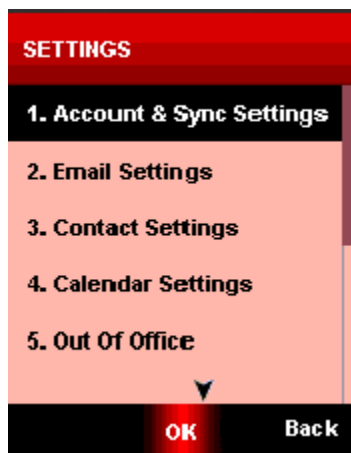 SETTINGS
1. Account & Sync Settings
2. Email Settings
3. Contact Settings
4. Calendar Settings
5. Out Of Office
OK Back